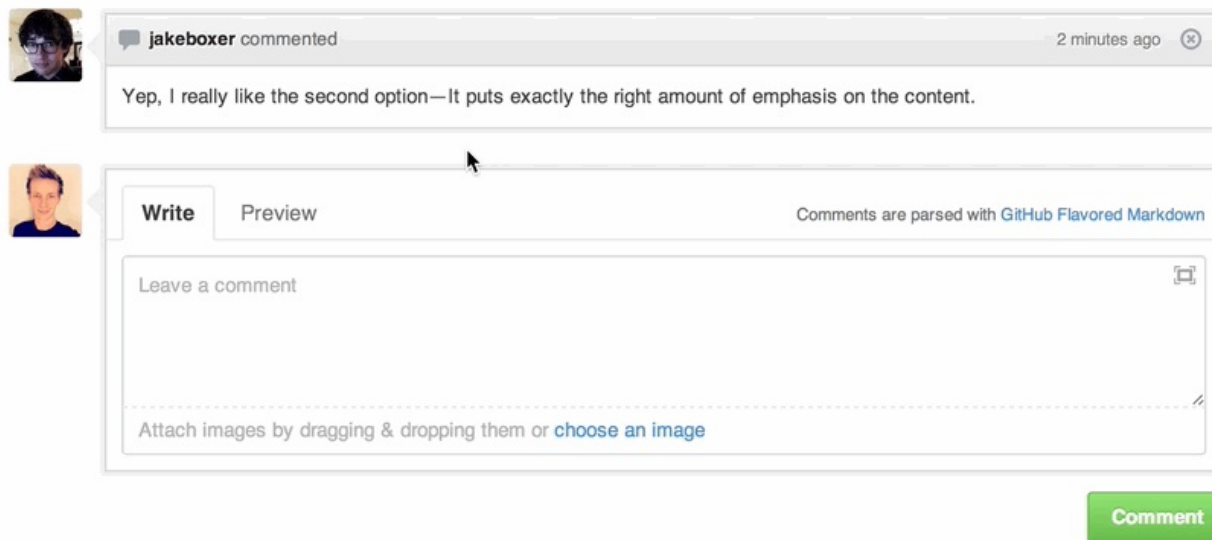 jakeboxer commented 2 minutes ago
Yep, I really like the second option—It puts exactly the right amount of emphasis on the content.
Write Preview Comments are parsed with GitHub Flavored Markdown
Leave a comment
Attach images by dragging & dropping them or choose an image
Comment